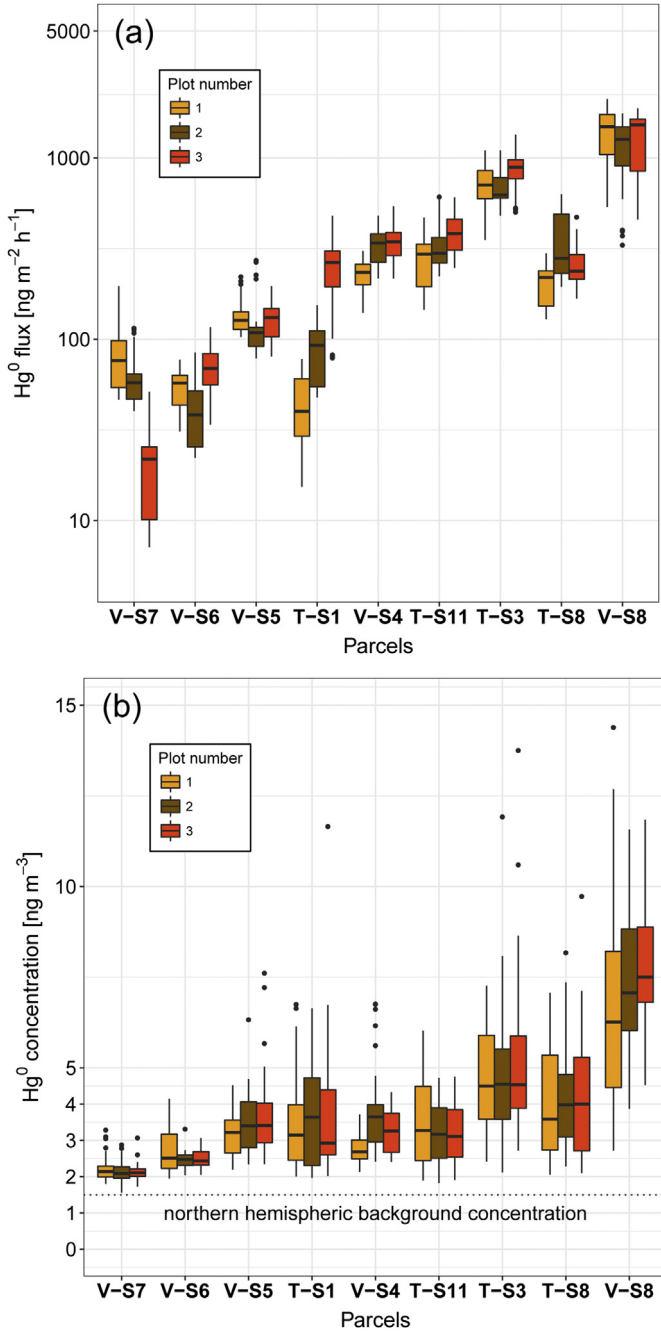 (a)
5000
Plot number
1
2
3
1000
100
10
Hg⁰ flux [ng m⁻² h⁻¹]
V−S7 V−S6 V−S5 T−S1 V−S4 T−S11 T−S3 T−S8 V−S8
Parcels
(b)
15
Plot number
1
2
3
10
5
4
3
2
1
0
Hg⁰ concentration [ng m⁻³]
northern hemispheric background concentration
V−S7 V−S6 V−S5 T−S1 V−S4 T−S11 T−S3 T−S8 V−S8
Parcels